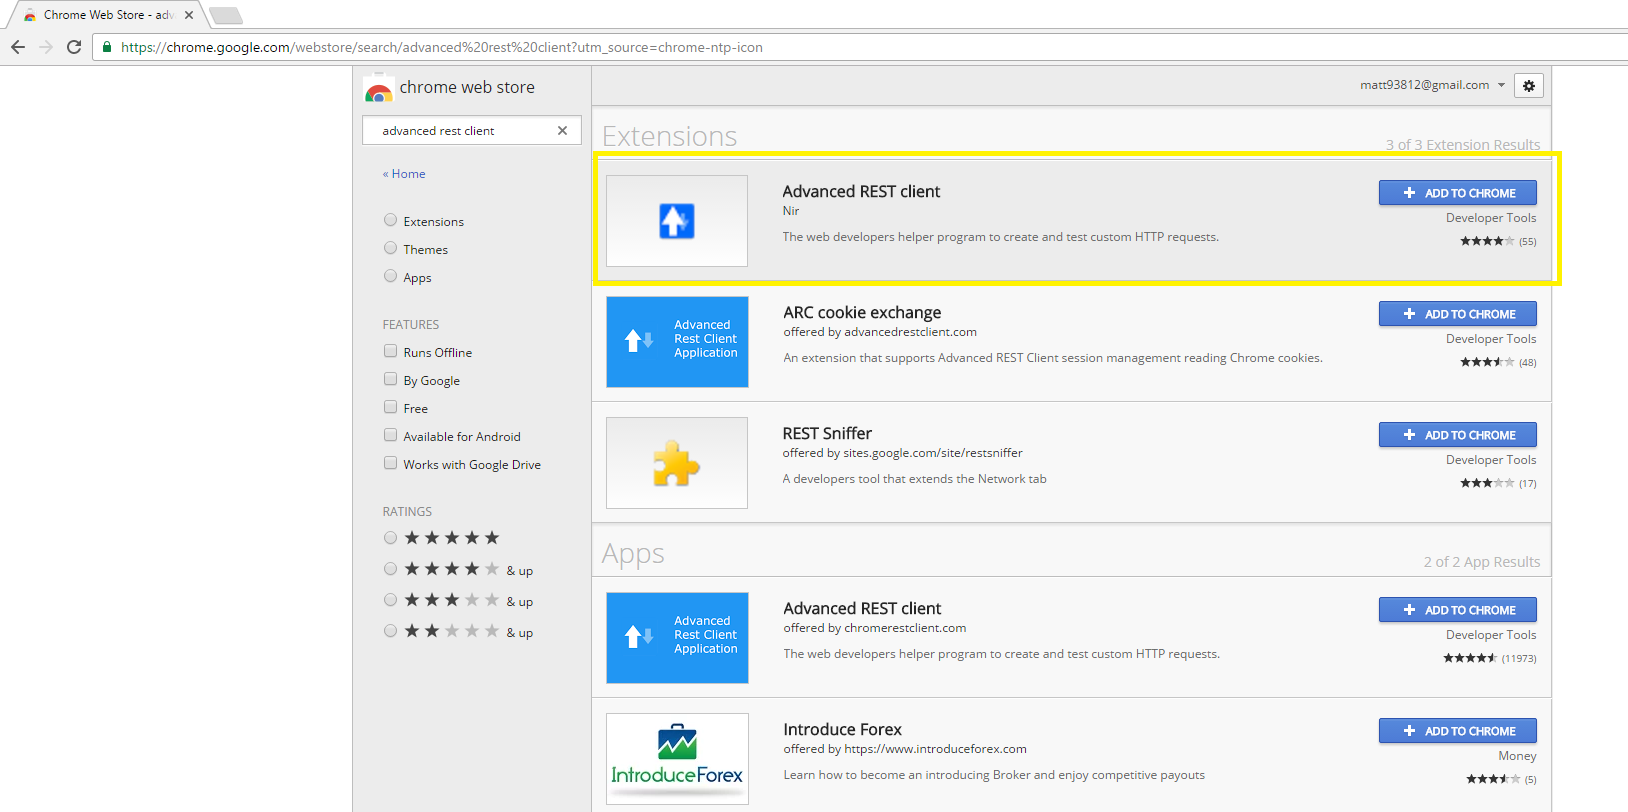 Chrome Web Store - adv
https://chrome.google.com/webstore/search/advanced%20rest%20client?utm_source=chrome-ntp-icon
chrome web store
matt93812@gmail.com
advanced rest client
« Home
Extensions
Themes
Apps
FEATURES
Runs Offline
By Google
Free
Available for Android
Works with Google Drive
RATINGS
& up
& up
& up
Extensions
3 of 3 Extension Results
Advanced REST client
Nir
The web developers helper program to create and test custom HTTP requests.
ADD TO CHROME
Developer Tools
(55)
Advanced
Rest Client
Application
ARC cookie exchange
offered by advancedrestclient.com
An extension that supports Advanced REST Client session management reading Chrome cookies.
ADD TO CHROME
Developer Tools
(48)
REST Sniffer
offered by sites.google.com/site/restsniffer
A developers tool that extends the Network tab
ADD TO CHROME
Developer Tools
(17)
Apps
2 of 2 App Results
Advanced
Rest Client
Application
Advanced REST client
offered by chromerestclient.com
The web developers helper program to create and test custom HTTP requests.
ADD TO CHROME
Developer Tools
(11973)
IntroduceForex
Introduce Forex
offered by https://www.introduceforex.com
Learn how to become an introducing Broker and enjoy competitive payouts
ADD TO CHROME
Money
(5)